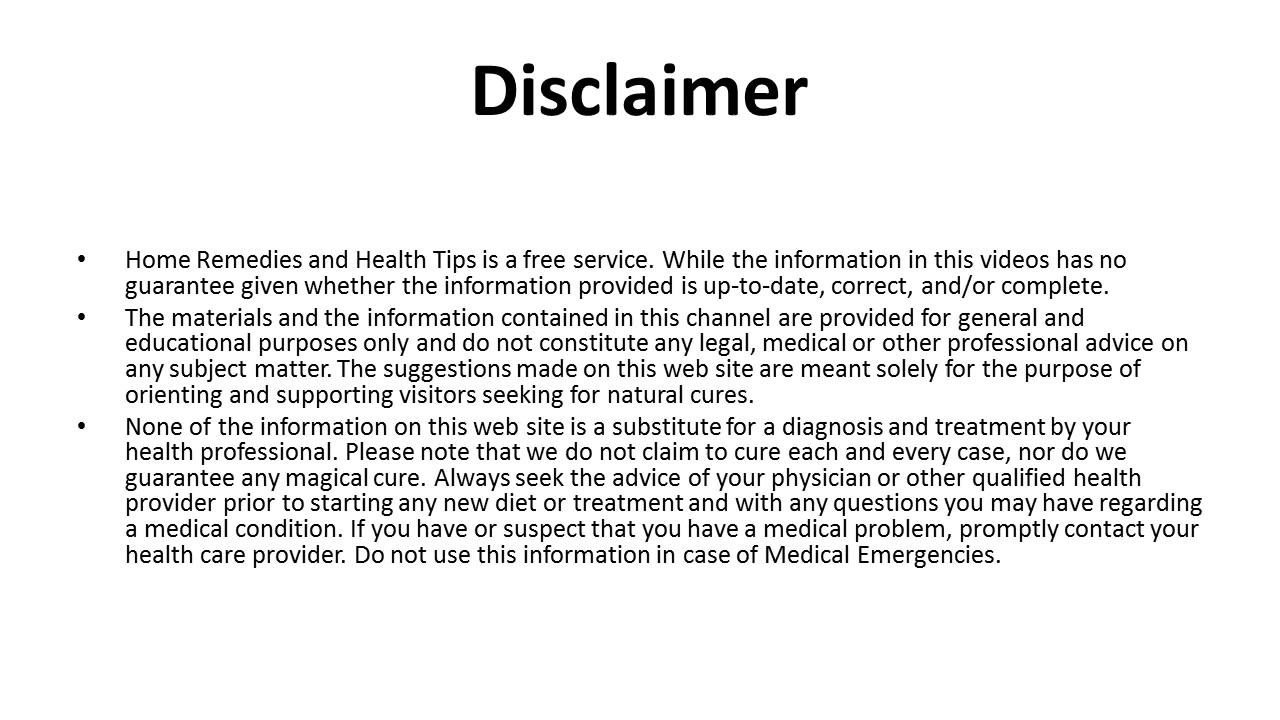 Disclaimer
• Home Remedies and Health Tips is a free service. While the information in this videos has no
guarantee given whether the information provided is up-to-date, correct, and/or complete.
• The materials and the information contained in this channel are provided for general and
educational purposes only and do not constitute any legal, medical or other professional advice on
any subject matter. The suggestions made on this web site are meant solely for the purpose of
orienting and supporting visitors seeking for natural cures.
• None of the information on this web site is a substitute for a diagnosis and treatment by your
health professional. Please note that we do not claim to cure each and every case, nor do we
guarantee any magical cure. Always seek the advice of your physician or other qualified health
provider prior to starting any new diet or treatment and with any questions you may have regarding
a medical condition. If you have or suspect that you have a medical problem, promptly contact your
health care provider. Do not use this information in case of Medical Emergencies.